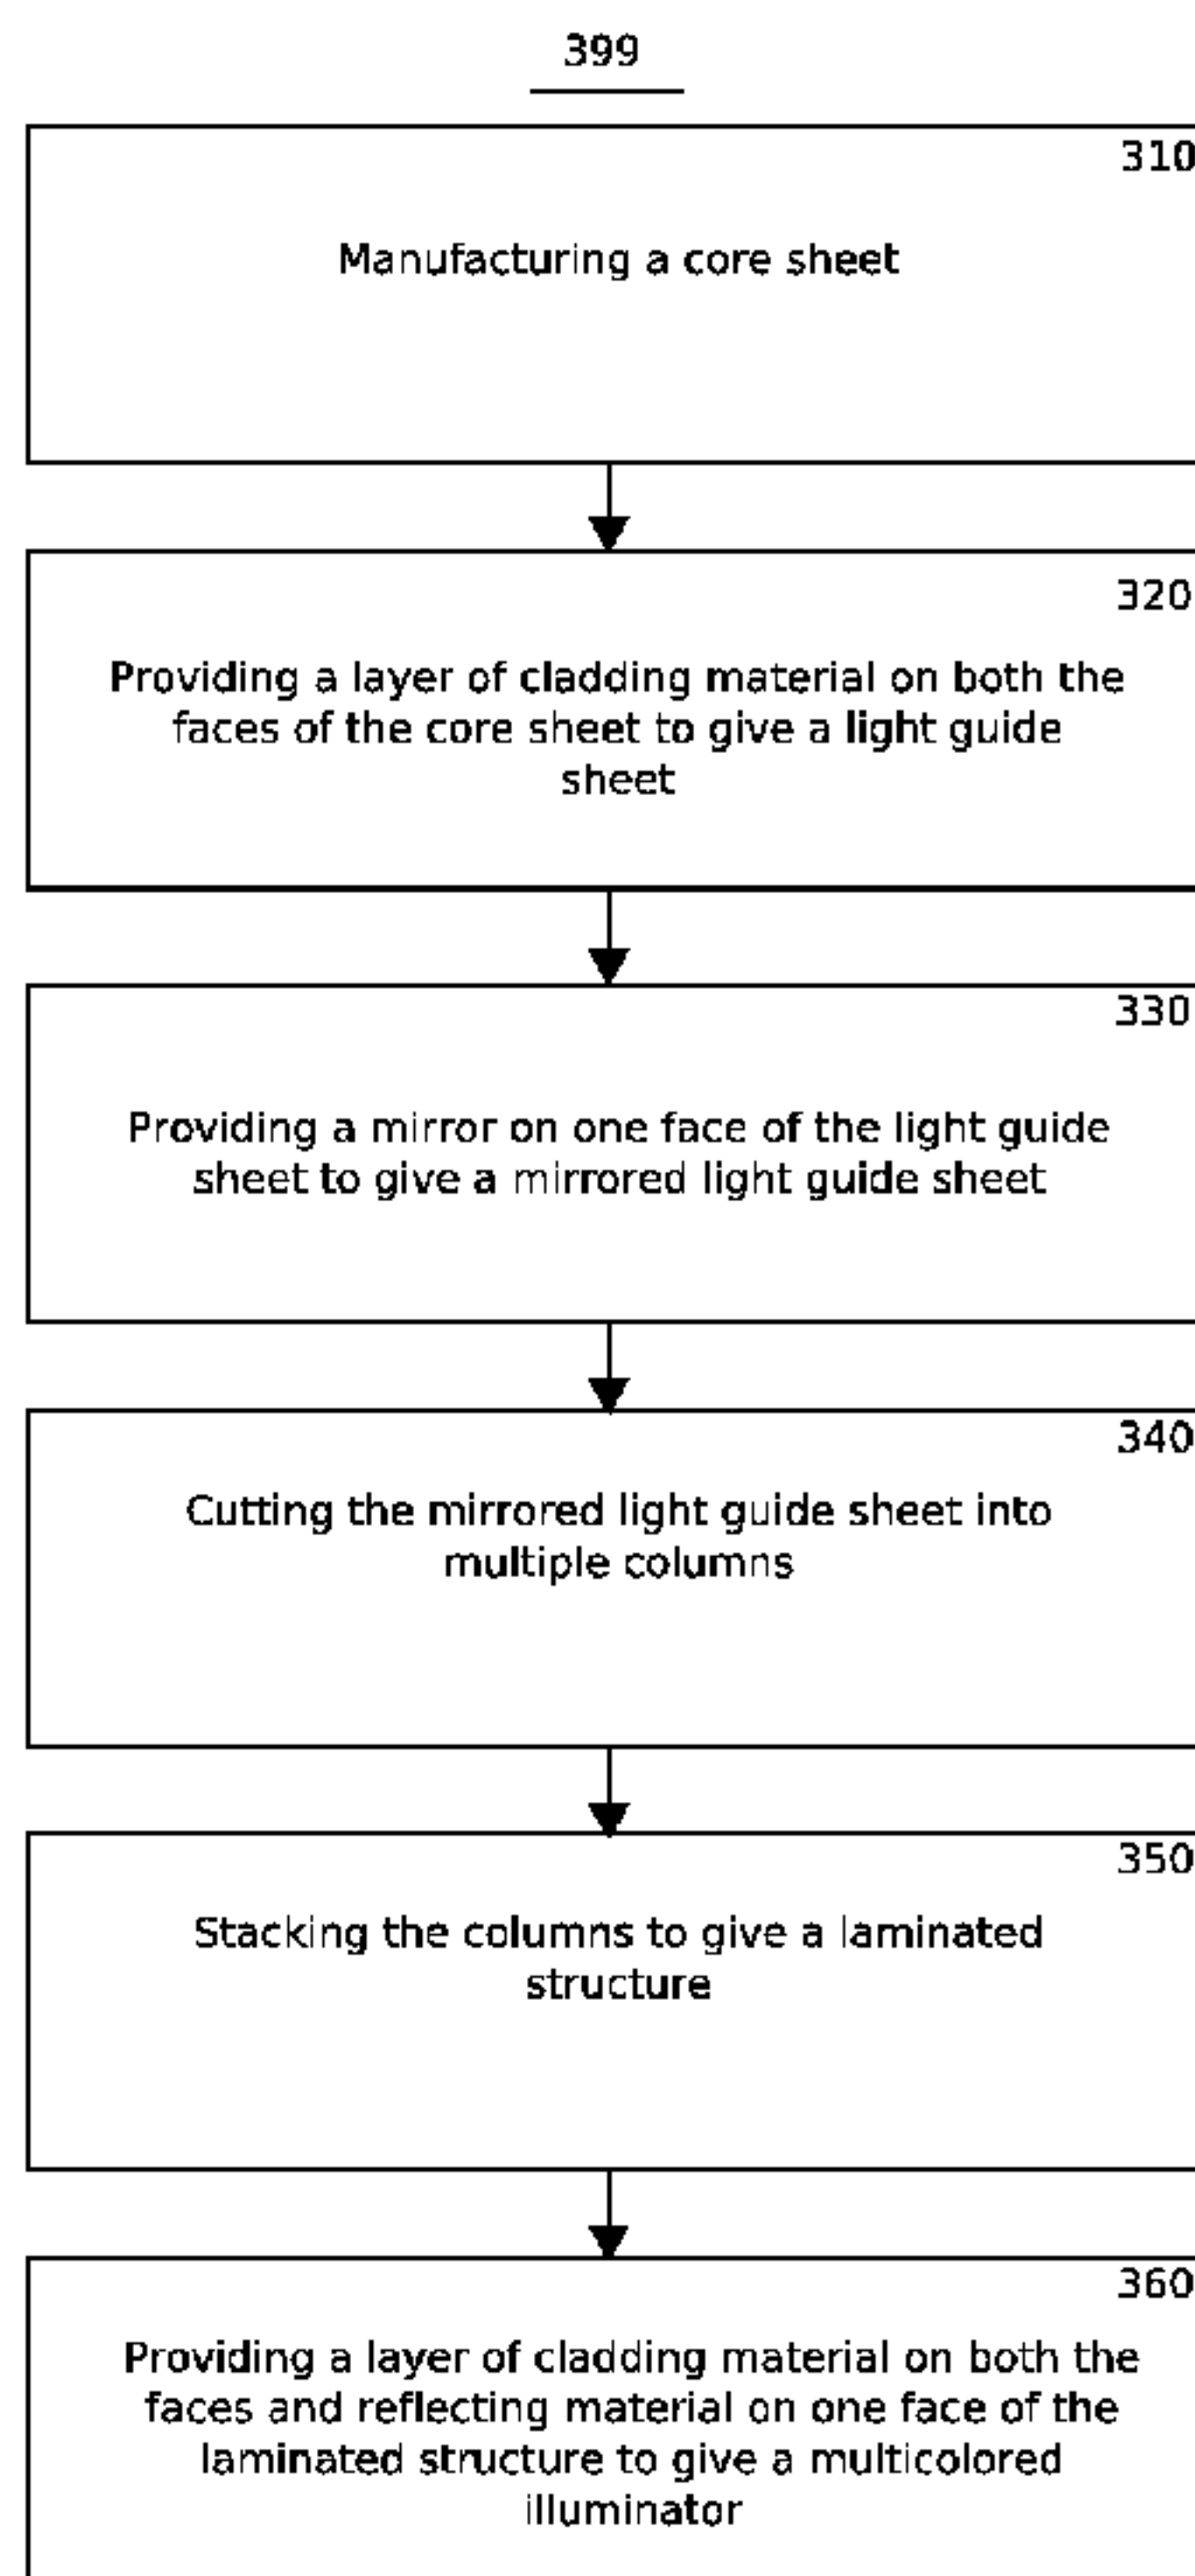 399
310
Manufacturing a core sheet
320
Providing a layer of cladding material on both the
faces of the core sheet to give a light guide
sheet
330
Providing a mirror on one face of the light guide
sheet to give a mirrored light guide sheet
340
Cutting the mirrored light guide sheet into
multiple columns
350
Stacking the columns to give a laminated
structure
360
Providing a layer of cladding material on both the
faces and reflecting material on one face of the
laminated structure to give a multicolored
illuminator